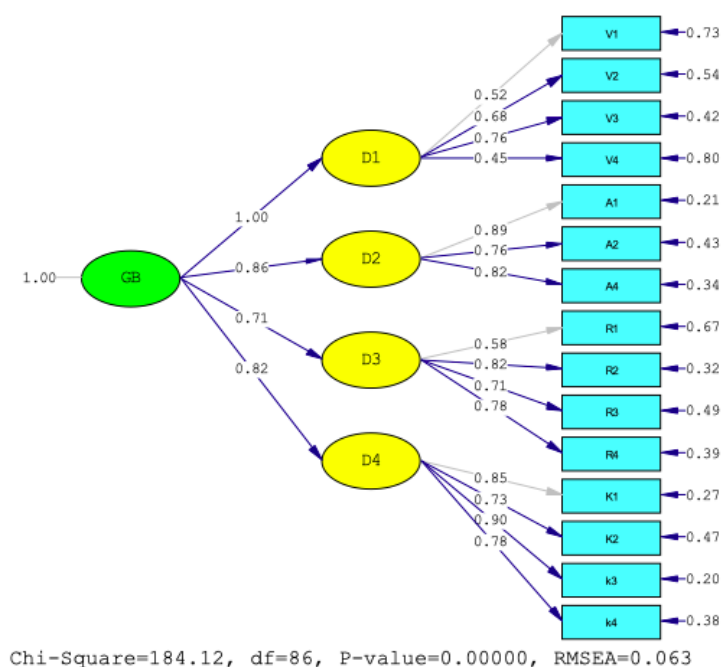 V1 0.73
V2 0.54
0.52
0.68
V3 0.42
0.76
D1
0.45
V4 0.80
A1 0.21
1.00
0.89
A2 0.43
0.76
D2
0.86
0.82
1.00 GB
A4 0.34
0.71
R1 0.67
0.58
D3
0.82
R2 0.32
0.82
0.71
R3 0.49
0.78
R4 0.39
D4
0.85
K1 0.27
0.73
0.90
K2 0.47
0.78
k3 0.20
k4 0.38
Chi-Square=184.12, df=86, P-value=0.00000, RMSEA=0.063